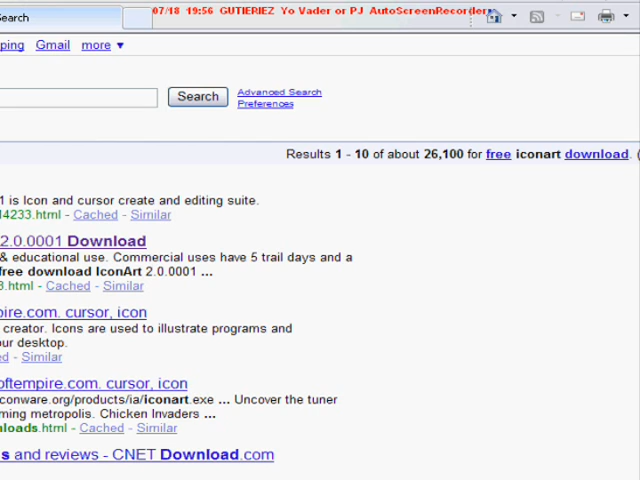 07/18 19:56 GUTIERIEZ Yo Vader or PJ AutoScreenRecorder
Search
ping Gmail more ▼
Search
Advanced Search
Preferences
Results 1 - 10 of about 26,100 for free iconart download. (
1 is Icon and cursor create and editing suite.
14233.html - Cached - Similar
2.0.0001 Download
& educational use. Commercial uses have 5 trail days and a
free download IconArt 2.0.0001 ...
3.html - Cached - Similar
ire.com. cursor, icon
creator. Icons are used to illustrate programs and
our desktop.
ed - Similar
oftempire.com. cursor, icon
conware.org/products/ia/iconart.exe ... Uncover the tuner
ming metropolis. Chicken Invaders ...
nloads.html - Cached - Similar
s and reviews - CNET Download.com